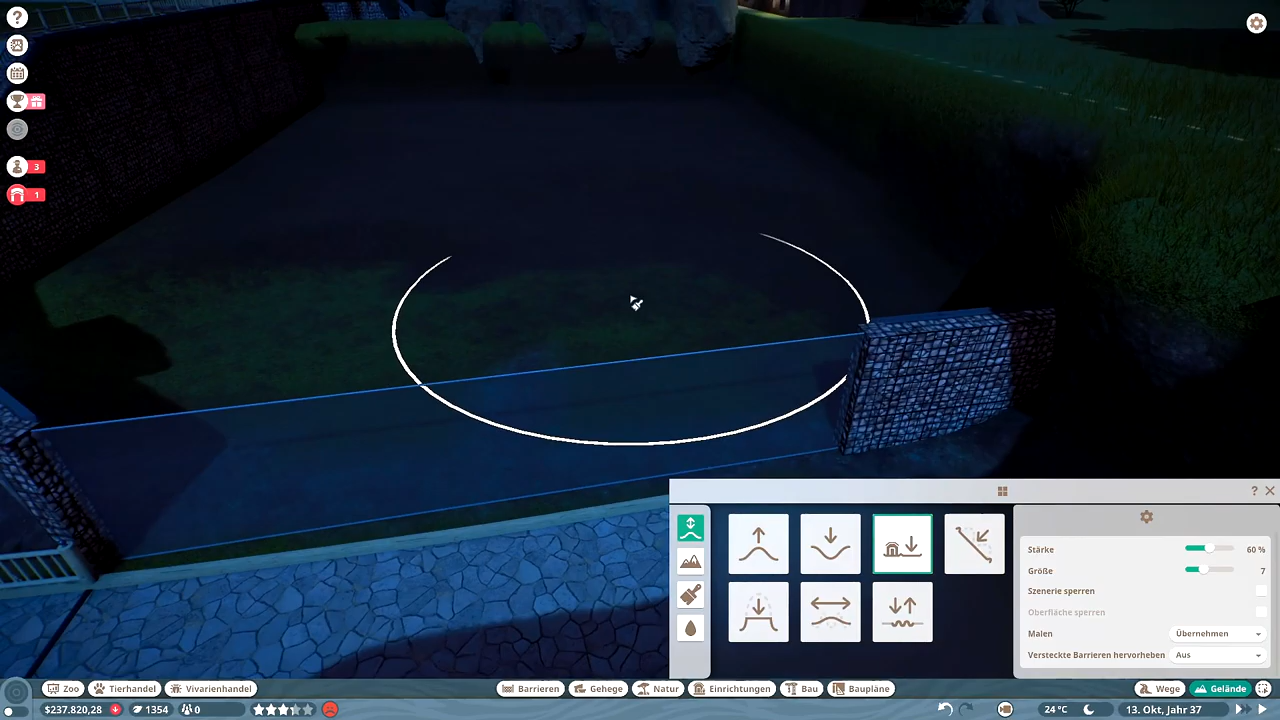 ?
3
1
?
Stärke
60 %
Größe
7
Szenerie sperren
Oberfläche sperren
Malen
Übernehmen
Versteckte Barrieren hervorheben
Aus
Zoo
Tierhandel
Vivarienhandel
Barrieren
Gehege
Natur
Einrichtungen
Bau
Baupläne
Wege
Gelände
$237.820,28
1354
0
24 °C
13. Okt, Jahr 37